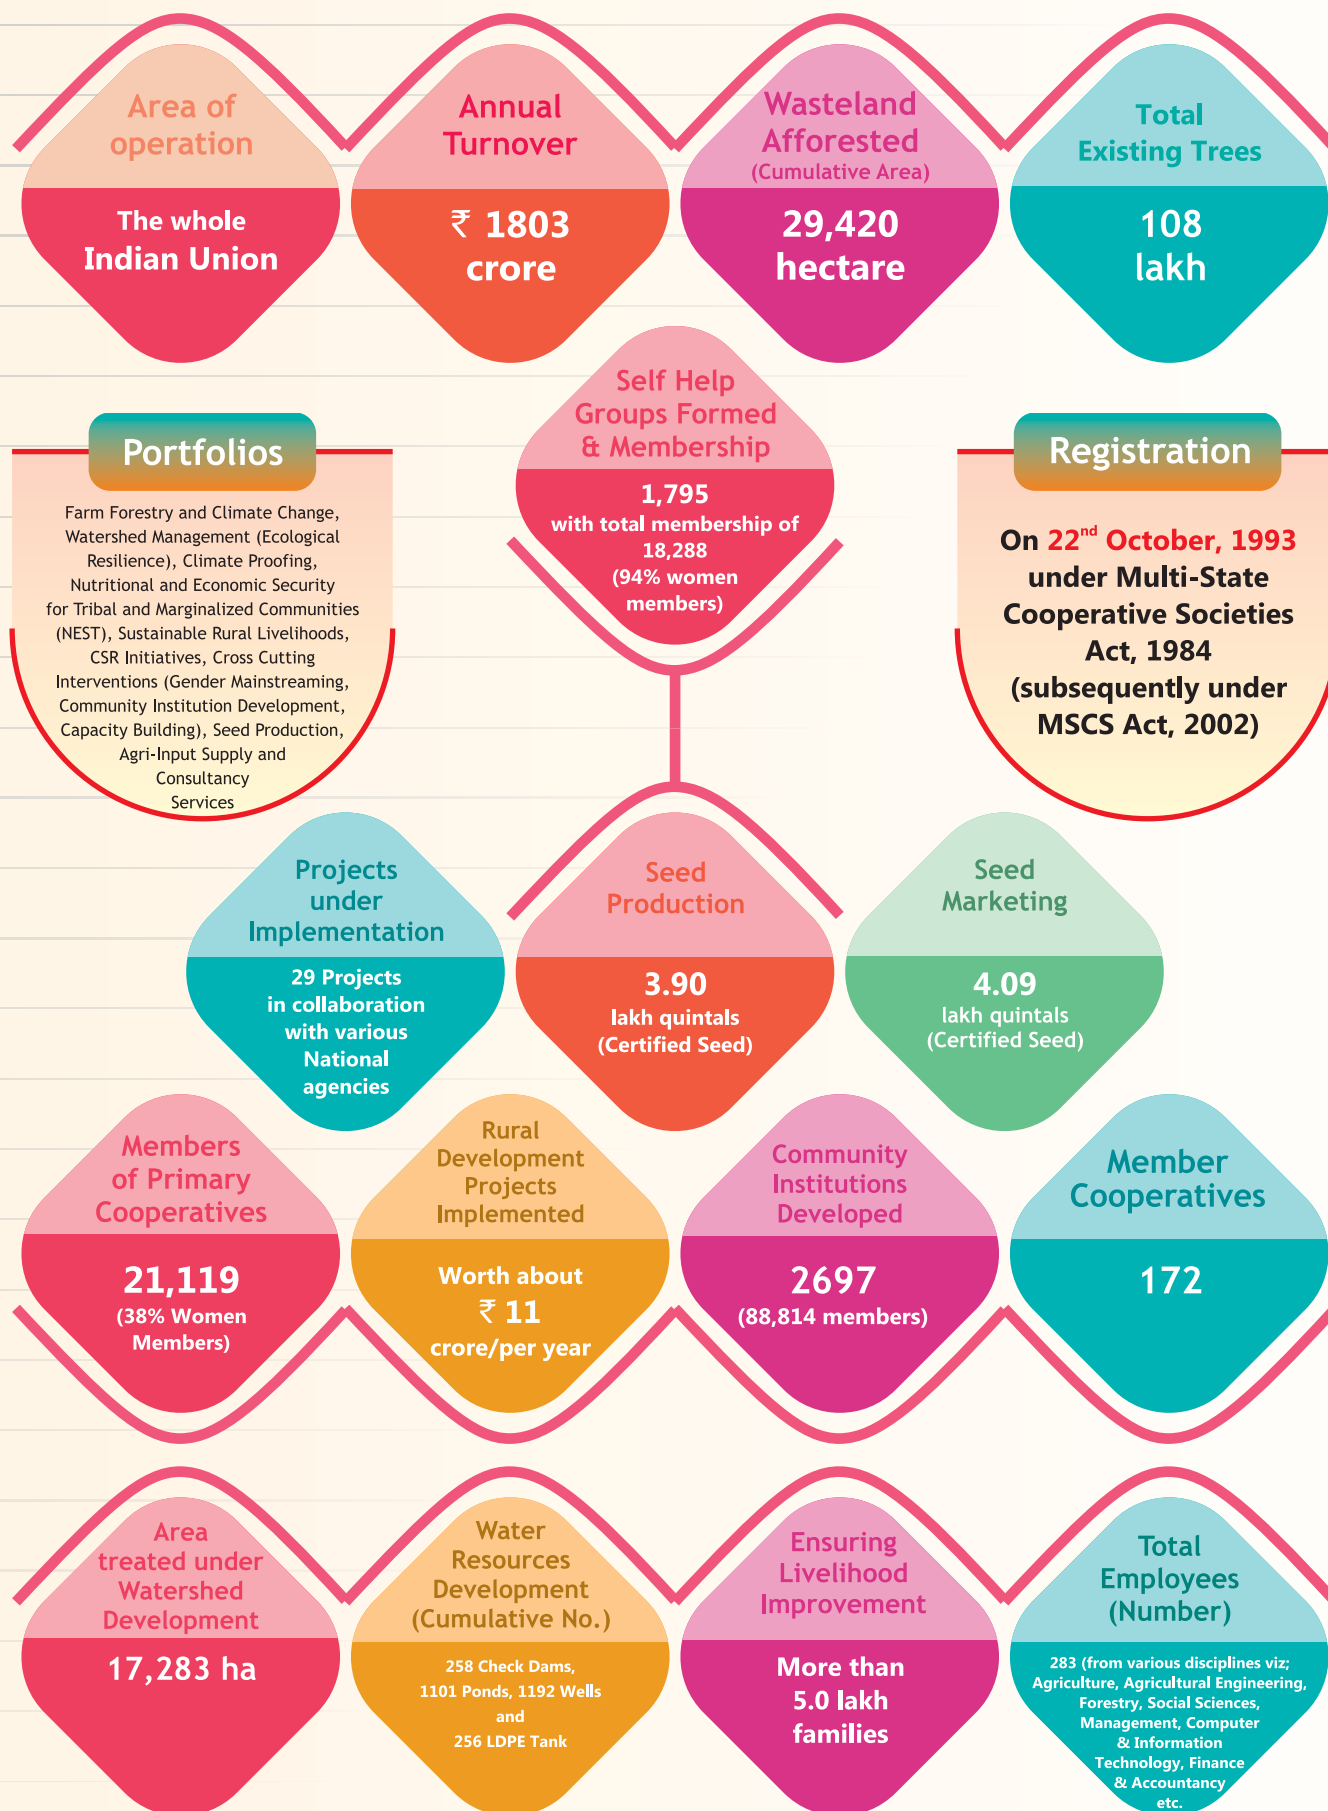 Area of
operation
The whole
Indian Union
Annual
Turnover
₹ 1803
crore
Wasteland
Afforested
(Cumulative Area)
29,420
hectare
Total
Existing Trees
108
lakh
Self Help
Groups Formed
& Membership
1,795
with total membership of
18,288
(94% women
members)
Portfolios
Farm Forestry and Climate Change,
Watershed Management (Ecological
Resilience), Climate Proofing,
Nutritional and Economic Security
for Tribal and Marginalized Communities
(NEST), Sustainable Rural Livelihoods,
CSR Initiatives, Cross Cutting
Interventions (Gender Mainstreaming,
Community Institution Development,
Capacity Building), Seed Production,
Agri-Input Supply and
Consultancy
Services
Registration
On 22nd October, 1993
under Multi-State
Cooperative Societies
Act, 1984
(subsequently under
MSCS Act, 2002)
Projects
under
Implementation
29 Projects
in collaboration
with various
National
agencies
Seed
Production
3.90
lakh quintals
(Certified Seed)
Seed
Marketing
4.09
lakh quintals
(Certified Seed)
Members
of Primary
Cooperatives
21,119
(38% Women
Members)
Rural
Development
Projects
Implemented
Worth about
₹ 11
crore/per year
Community
Institutions
Developed
2697
(88,814 members)
Member
Cooperatives
172
Area
treated under
Watershed
Development
17,283 ha
Water
Resources
Development
(Cumulative No.)
258 Check Dams,
1101 Ponds, 1192 Wells
and
256 LDPE Tank
Ensuring
Livelihood
Improvement
More than
5.0 lakh
families
Total
Employees
(Number)
283 (from various disciplines viz;
Agriculture, Agricultural Engineering,
Forestry, Social Sciences,
Management, Computer
& Information
Technology, Finance
& Accountancy
etc.